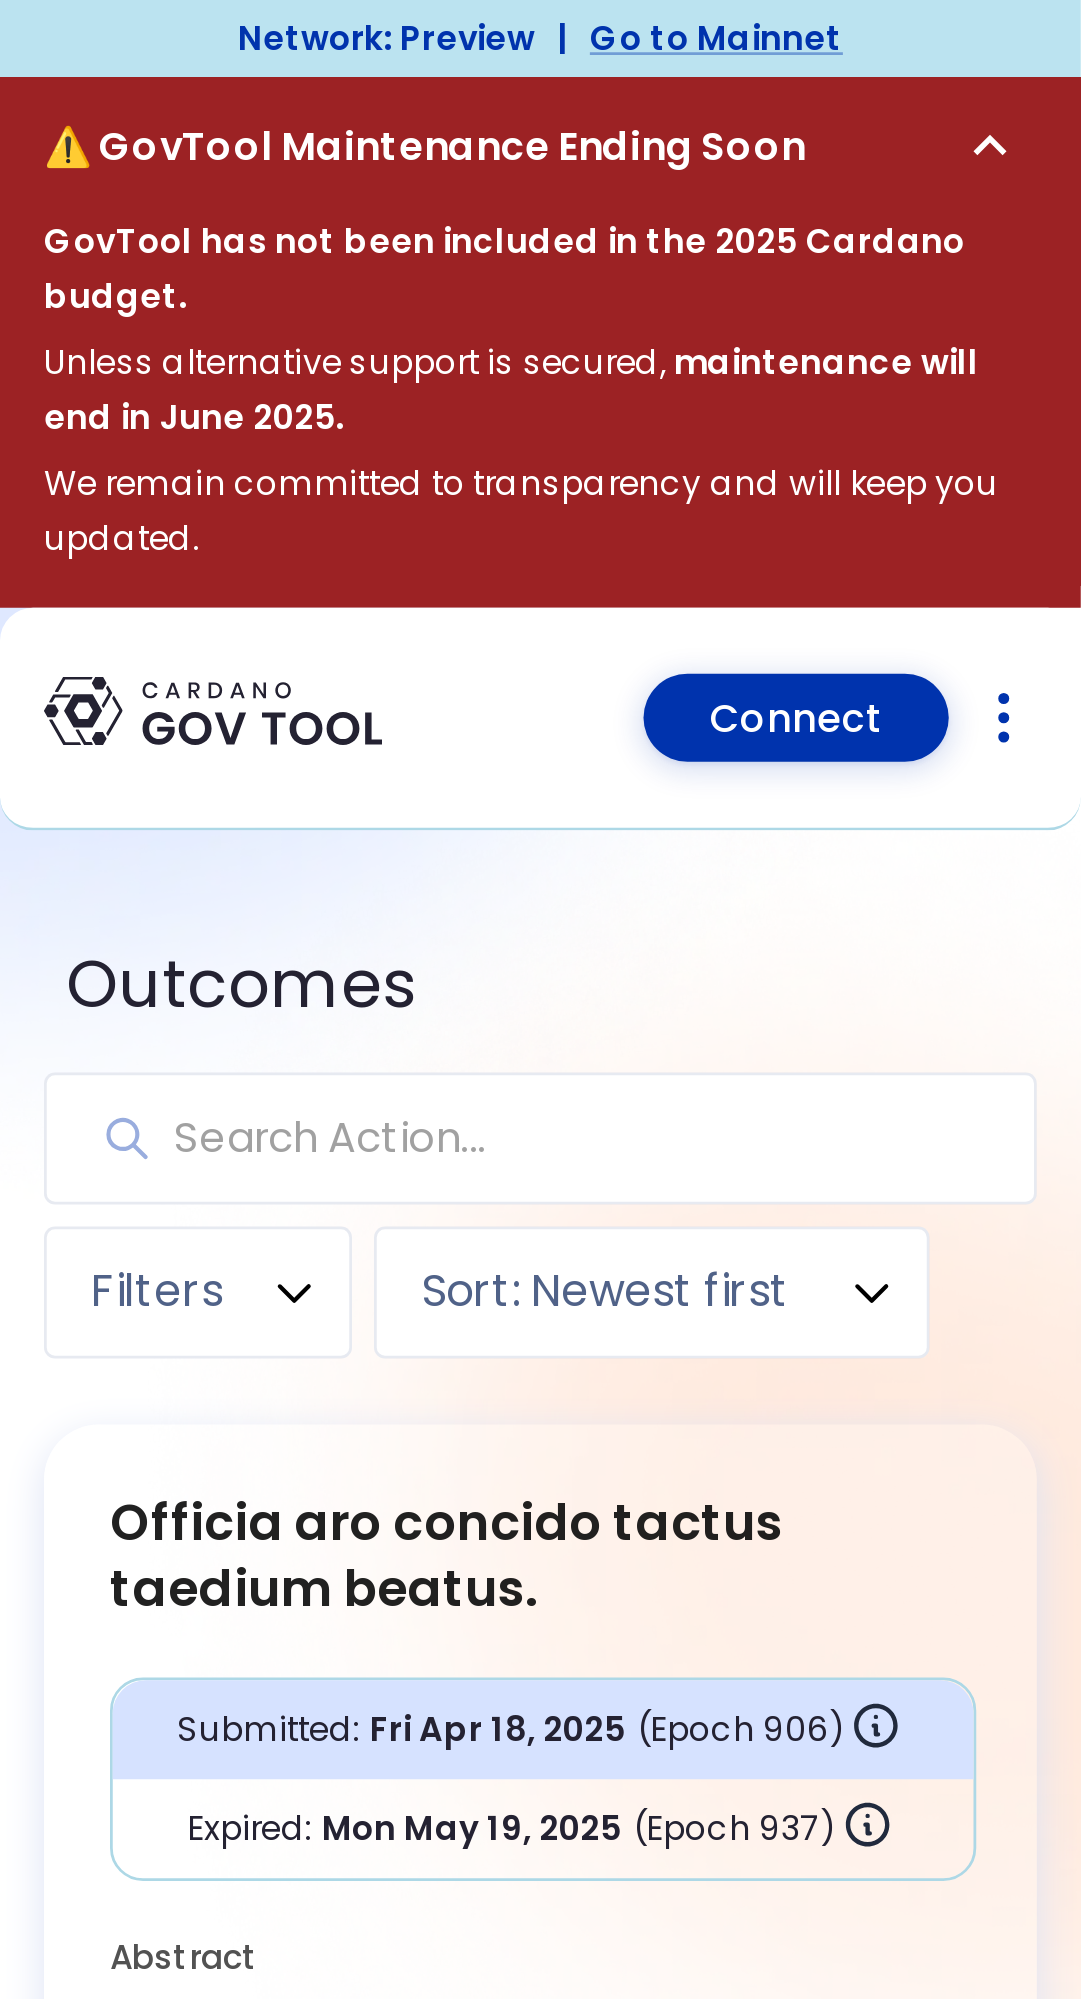 Network: Preview | Go to Mainnet
⚠️ GovTool Maintenance Ending Soon
GovTool has not been included in the 2025 Cardano
budget.
Unless alternative support is secured, maintenance will
end in June 2025.
We remain committed to transparency and will keep you
updated.
CARDANO
GOV TOOL
Connect
Outcomes
Search Action...
Filters
Sort: Newest first
Officia aro concido tactus
taedium beatus.
Submitted: Fri Apr 18, 2025 (Epoch 906)
Expired: Mon May 19, 2025 (Epoch 937)
Abstract